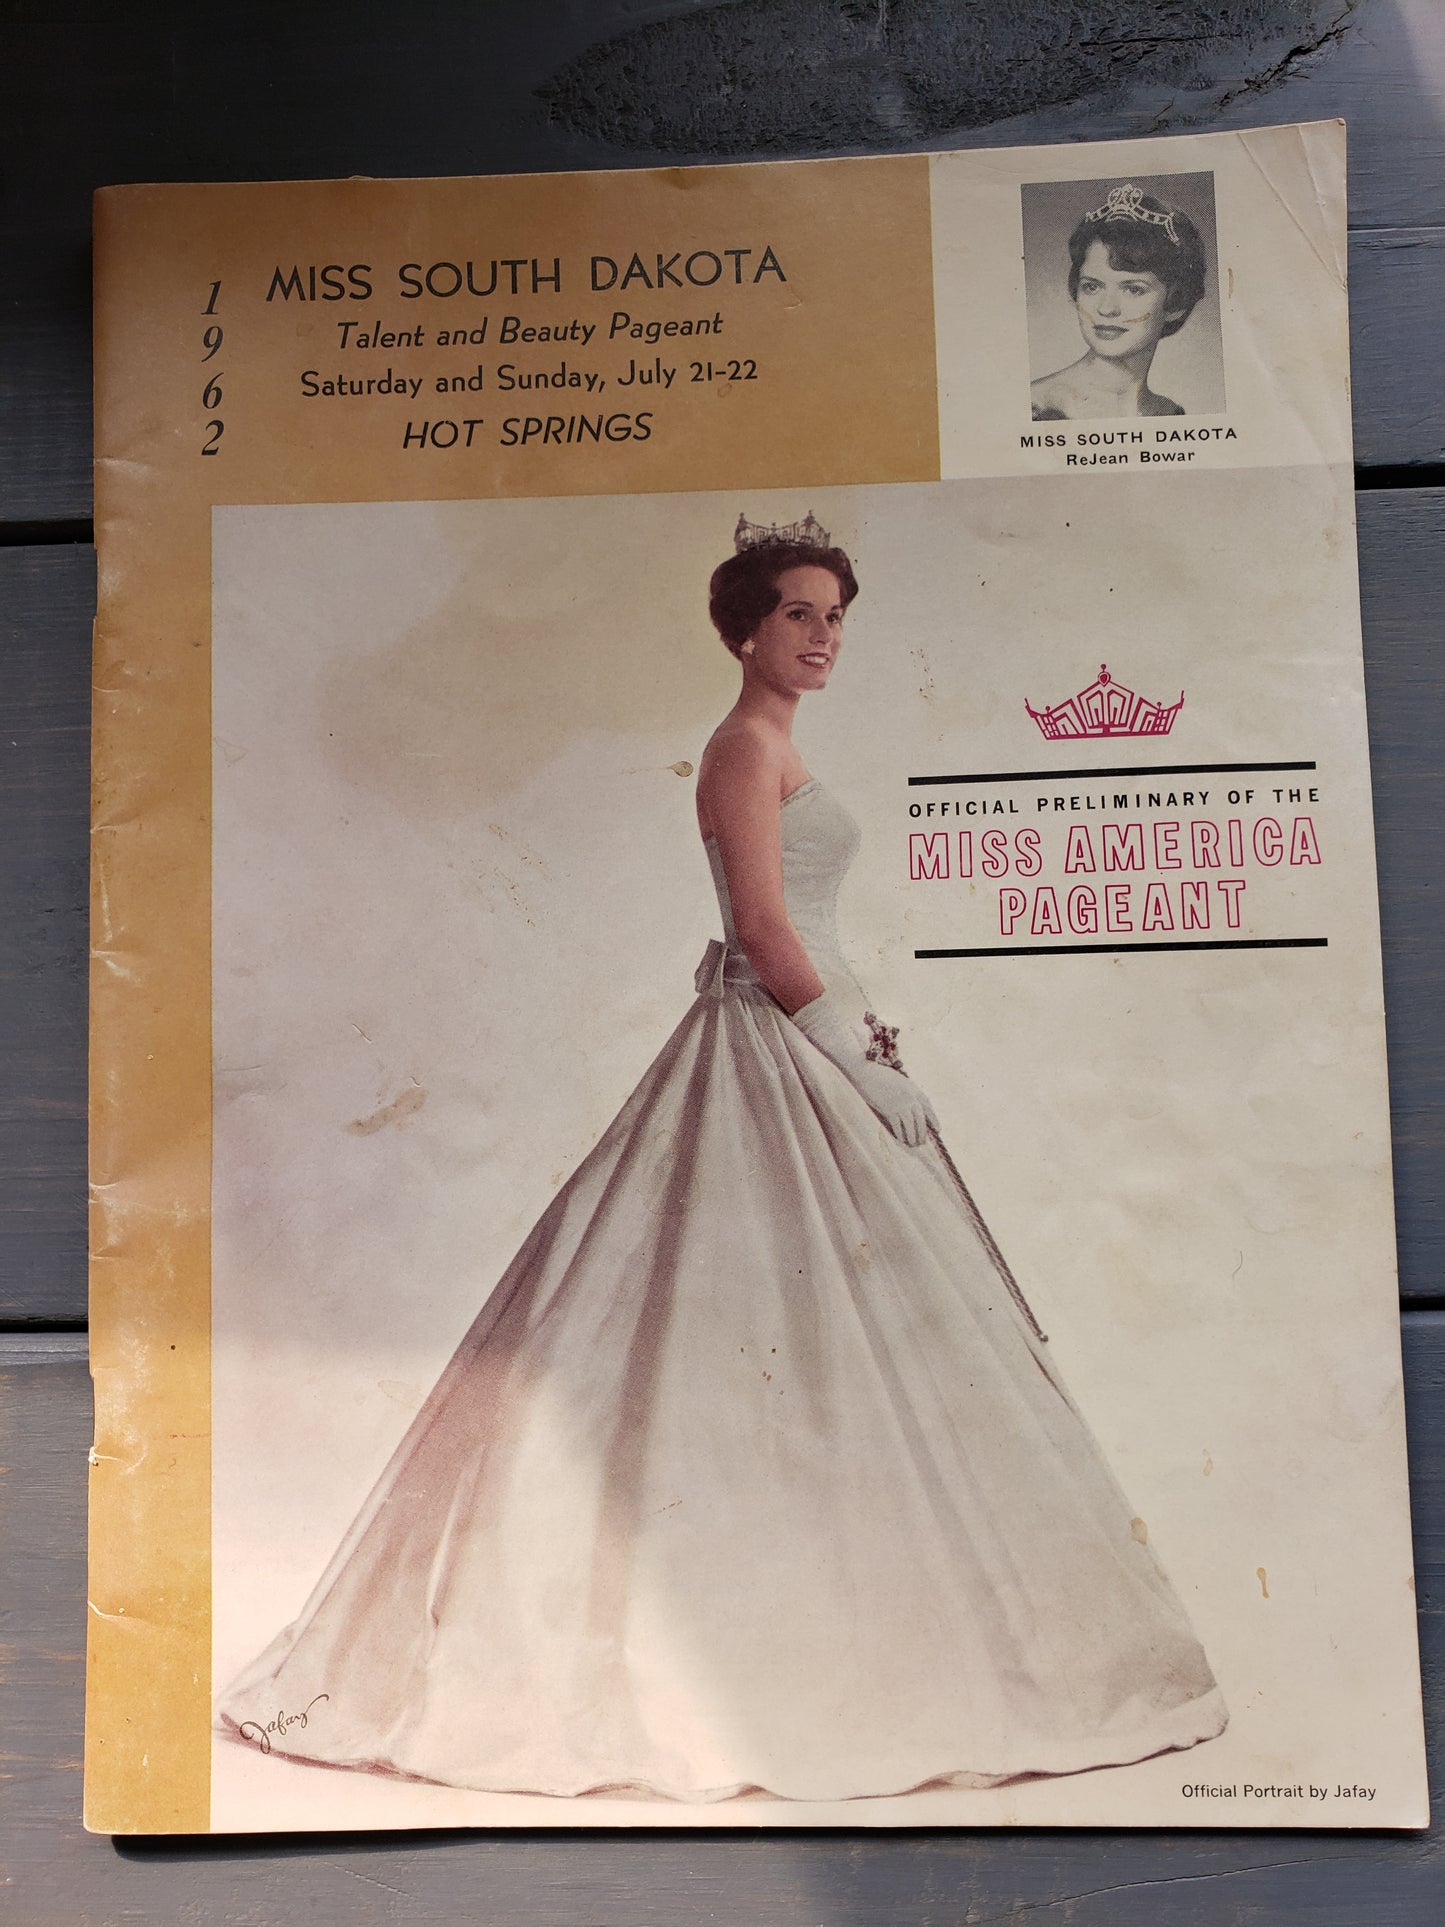 1962
MISS SOUTH DAKOTA
Talent and Beauty Pageant
Saturday and Sunday, July 21-22
HOT SPRINGS
MISS SOUTH DAKOTA
ReJean Bowar
OFFICIAL PRELIMINARY OF THE
MISS AMERICA
PAGEANT
Jafay
Official Portrait by Jafay